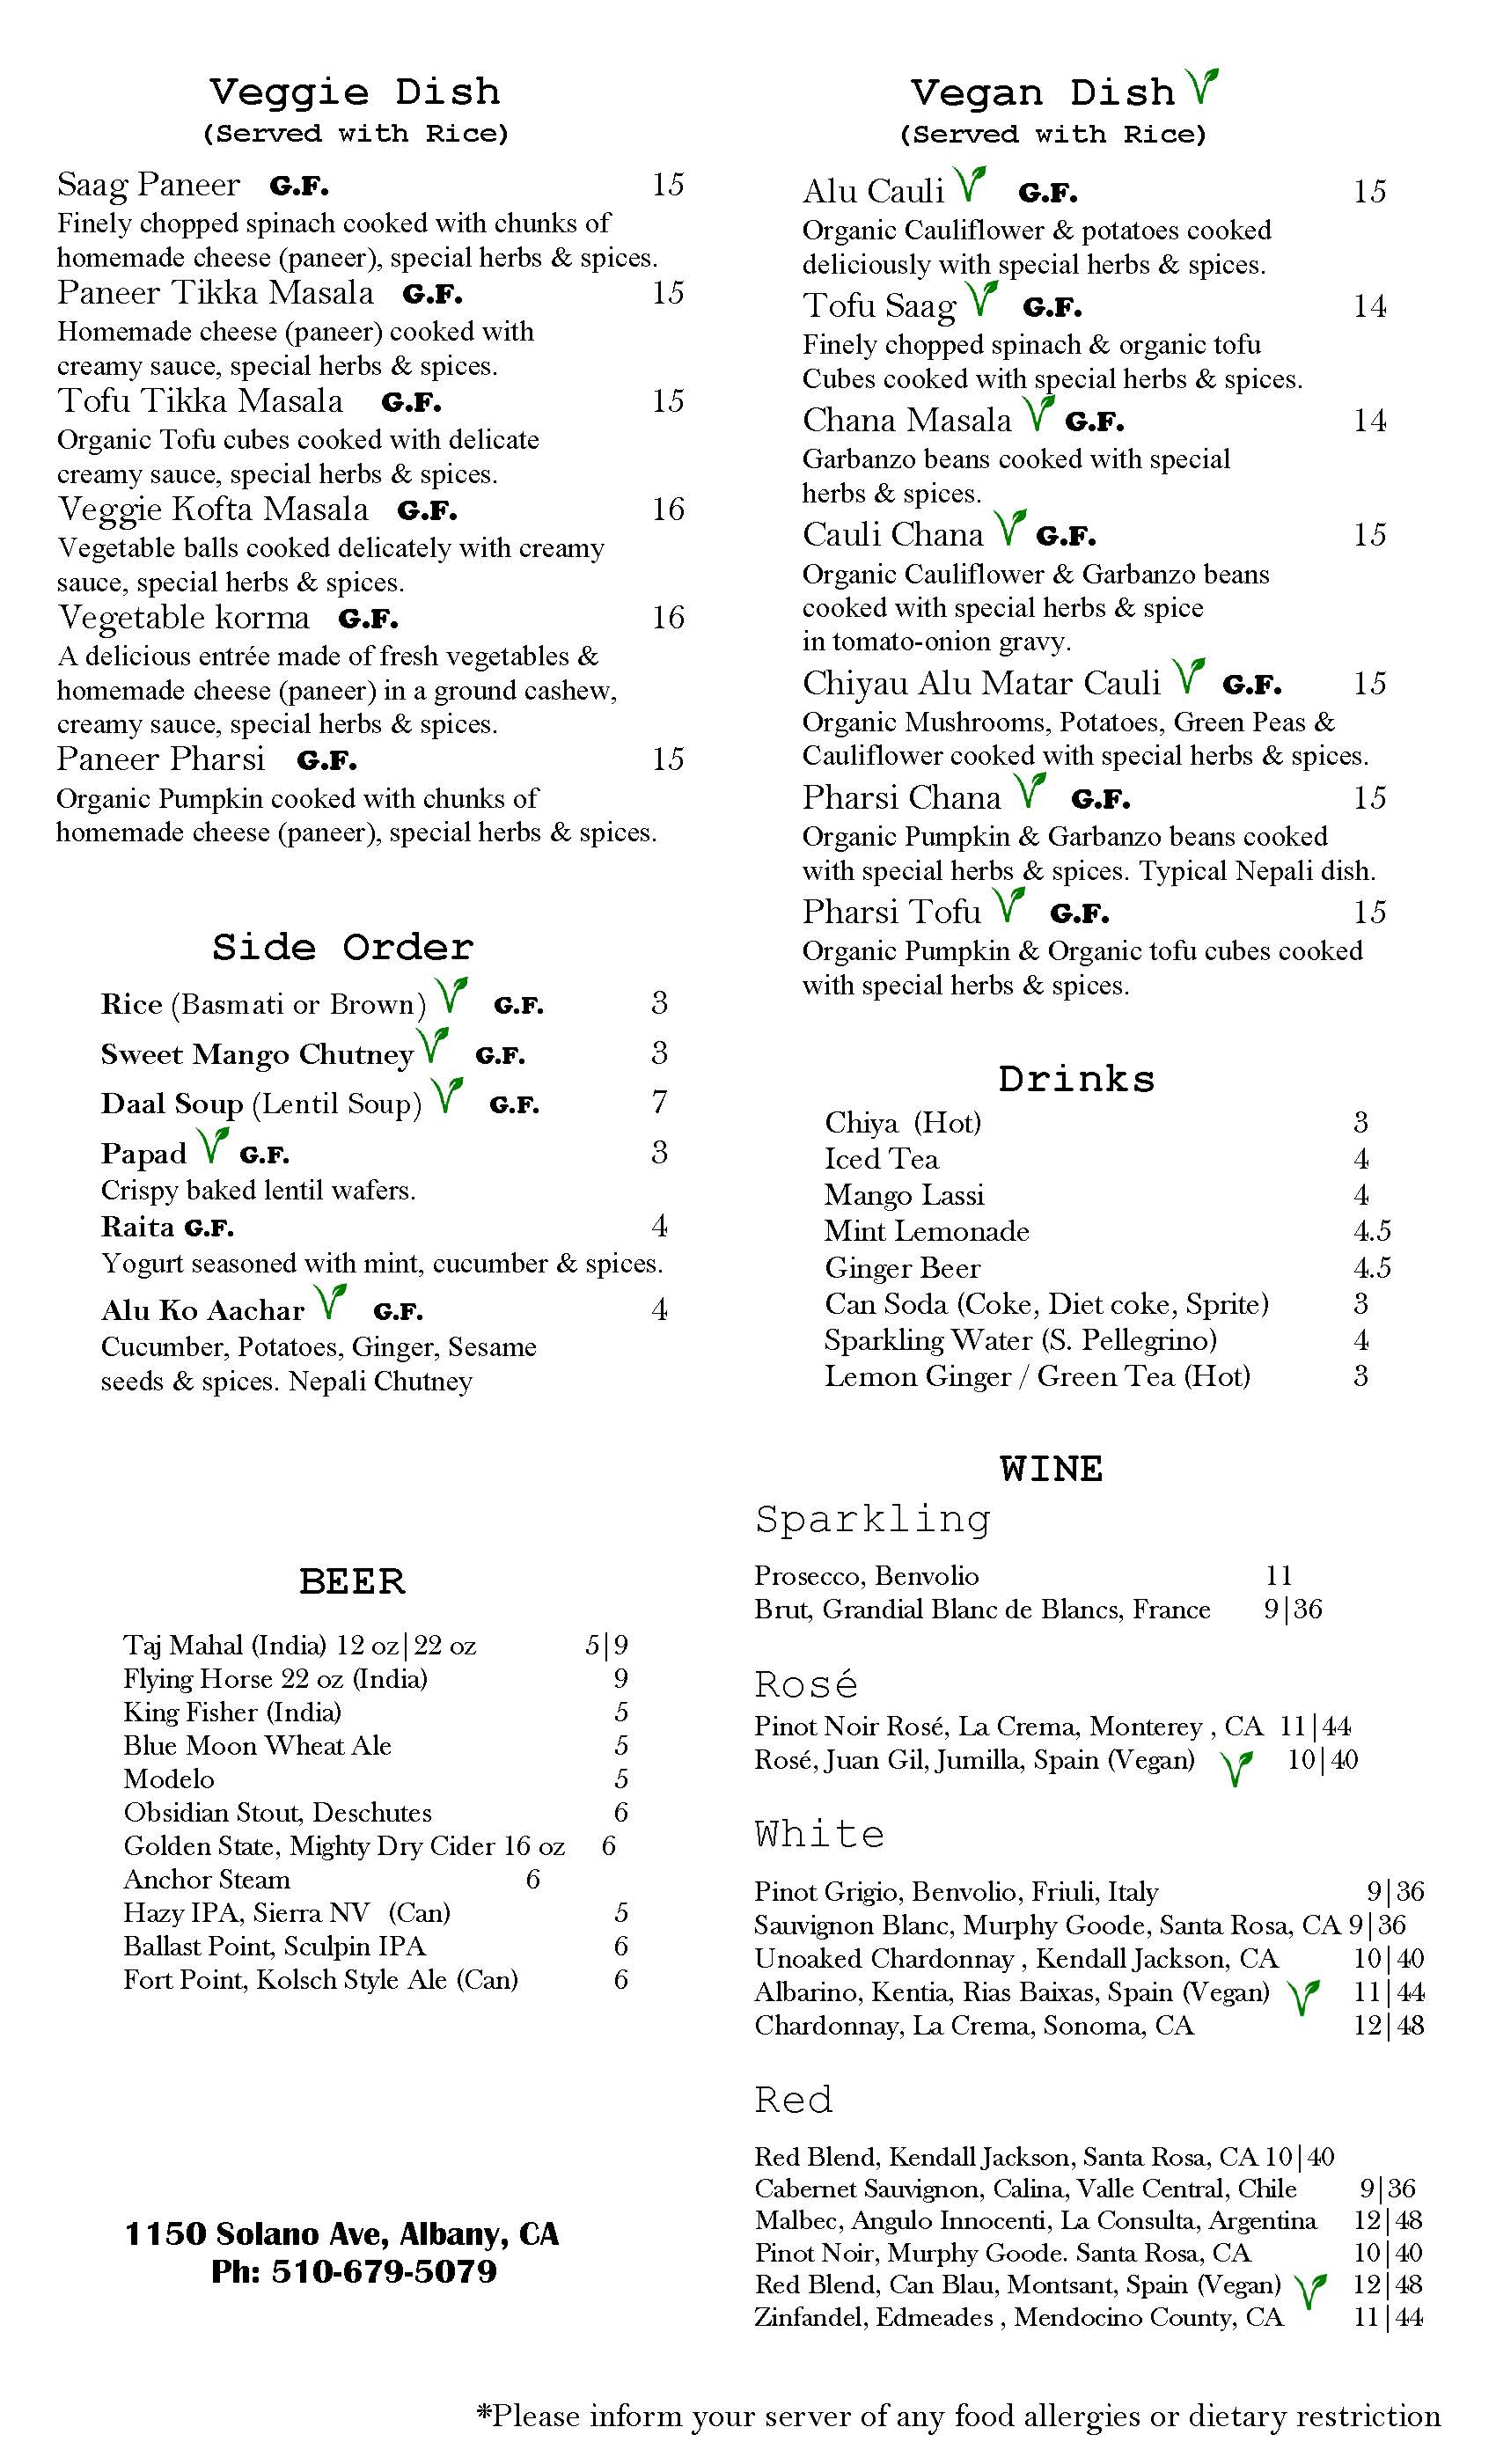 Veggie Dish
(Served with Rice)
Saag Paneer G.F. 15
Finely chopped spinach cooked with chunks of
homemade cheese (paneer), special herbs & spices.
Paneer Tikka Masala G.F. 15
Homemade cheese (paneer) cooked with
creamy sauce, special herbs & spices.
Tofu Tikka Masala G.F. 15
Organic Tofu cubes cooked with delicate
creamy sauce, special herbs & spices.
Veggie Kofta Masala G.F. 16
Vegetable balls cooked delicately with creamy
sauce, special herbs & spices.
Vegetable korma G.F. 16
A delicious entrée made of fresh vegetables &
homemade cheese (paneer) in a ground cashew,
creamy sauce, special herbs & spices.
Paneer Pharsi G.F. 15
Organic Pumpkin cooked with chunks of
homemade cheese (paneer), special herbs & spices.
Side Order
Rice (Basmati or Brown) V G.F. 3
Sweet Mango Chutney V G.F. 3
Daal Soup (Lentil Soup) V G.F. 7
Papad V G.F. 3
Crispy baked lentil wafers.
Raita G.F. 4
Yogurt seasoned with mint, cucumber & spices.
Alu Ko Aachar V G.F. 4
Cucumber, Potatoes, Ginger, Sesame
seeds & spices. Nepali Chutney
BEER
Taj Mahal (India) 12 oz|22 oz 5|9
Flying Horse 22 oz (India) 9
King Fisher (India) 5
Blue Moon Wheat Ale 5
Modelo 5
Obsidian Stout, Deschutes 6
Golden State, Mighty Dry Cider 16 oz 6
Anchor Steam 6
Hazy IPA, Sierra NV (Can) 5
Ballast Point, Sculpin IPA 6
Fort Point, Kolsch Style Ale (Can) 6
1150 Solano Ave, Albany, CA
Ph: 510-679-5079
Vegan Dish V
(Served with Rice)
Alu Cauli V G.F. 15
Organic Cauliflower & potatoes cooked
deliciously with special herbs & spices.
Tofu Saag V G.F. 14
Finely chopped spinach & organic tofu
Cubes cooked with special herbs & spices.
Chana Masala V G.F. 14
Garbanzo beans cooked with special
herbs & spices.
Cauli Chana V G.F. 15
Organic Cauliflower & Garbanzo beans
cooked with special herbs & spice
in tomato-onion gravy.
Chiyau Alu Matar Cauli V G.F. 15
Organic Mushrooms, Potatoes, Green Peas &
Cauliflower cooked with special herbs & spices.
Pharsi Chana V G.F. 15
Organic Pumpkin & Garbanzo beans cooked
with special herbs & spices. Typical Nepali dish.
Pharsi Tofu V G.F. 15
Organic Pumpkin & Organic tofu cubes cooked
with special herbs & spices.
Drinks
Chiya (Hot) 3
Iced Tea 4
Mango Lassi 4
Mint Lemonade 4.5
Ginger Beer 4.5
Can Soda (Coke, Diet coke, Sprite) 3
Sparkling Water (S. Pellegrino) 4
Lemon Ginger / Green Tea (Hot) 3
WINE
Sparkling
Prosecco, Benvolio 11
Brut, Grandial Blanc de Blancs, France 9|36
Rosé
Pinot Noir Rosé, La Crema, Monterey , CA 11|44
Rosé, Juan Gil, Jumilla, Spain (Vegan) V 10|40
White
Pinot Grigio, Benvolio, Friuli, Italy 9|36
Sauvignon Blanc, Murphy Goode, Santa Rosa, CA 9|36
Unoaked Chardonnay , Kendall Jackson, CA 10|40
Albarino, Kentia, Rias Baixas, Spain (Vegan) V 11|44
Chardonnay, La Crema, Sonoma, CA 12|48
Red
Red Blend, Kendall Jackson, Santa Rosa, CA 10|40
Cabernet Sauvignon, Calina, Valle Central, Chile 9|36
Malbec, Angulo Innocenti, La Consulta, Argentina 12|48
Pinot Noir, Murphy Goode. Santa Rosa, CA 10|40
Red Blend, Can Blau, Montsant, Spain (Vegan) V 12|48
Zinfandel, Edmeades , Mendocino County, CA 11|44
*Please inform your server of any food allergies or dietary restriction